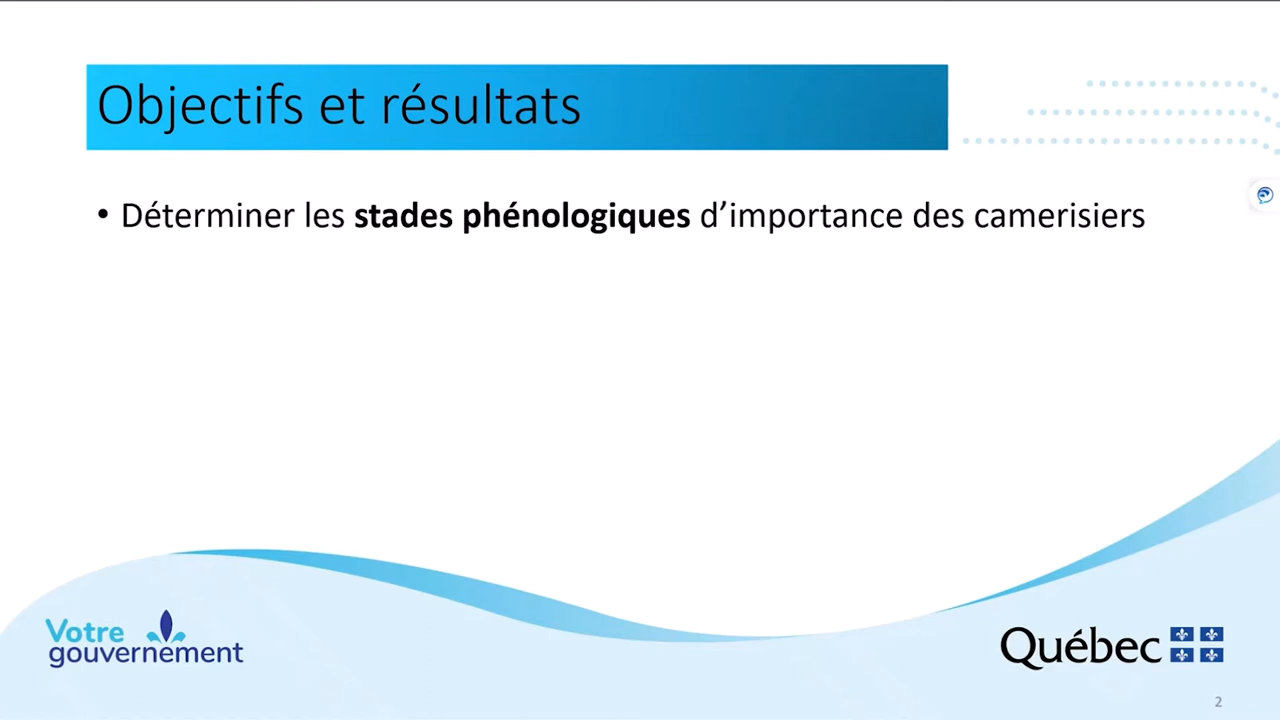 Objectifs et résultats
• Déterminer les stades phénologiques d’importance des camerisiers
Votre
gouvernement
Québec
2